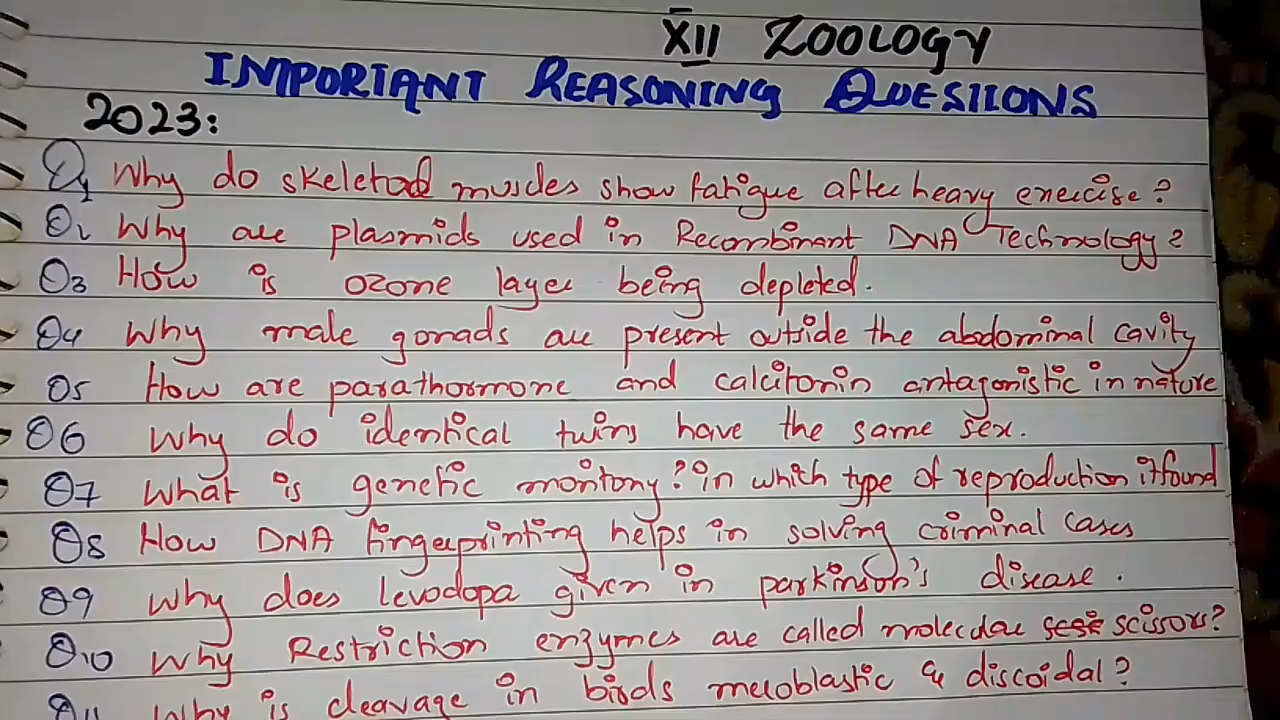 XII ZOOLOGY
IMPORTANT REASONING QUESTIONS
2023:
Q1 Why do skeletal muscles show fatigue after heavy exercise?
Q2 Why are plasmids used in Recombinant DNA Technology?
Q3 How is ozone layer being depleted.
Q4 Why male gonads are present outside the abdominal cavity
Q5 How are parathormone and calcitonin antagonistic in nature
Q6 Why do identical twins have the same sex.
Q7 What is genetic montony? in which type of reproduction it found
Q8 How DNA fingerprinting helps in solving criminal cases
Q9 Why does levodopa given in parkinson's disease.
Q10 Why Restriction enzymes are called molecular scissors?
Q11 Why is cleavage in birds meroblastic & discoidal?